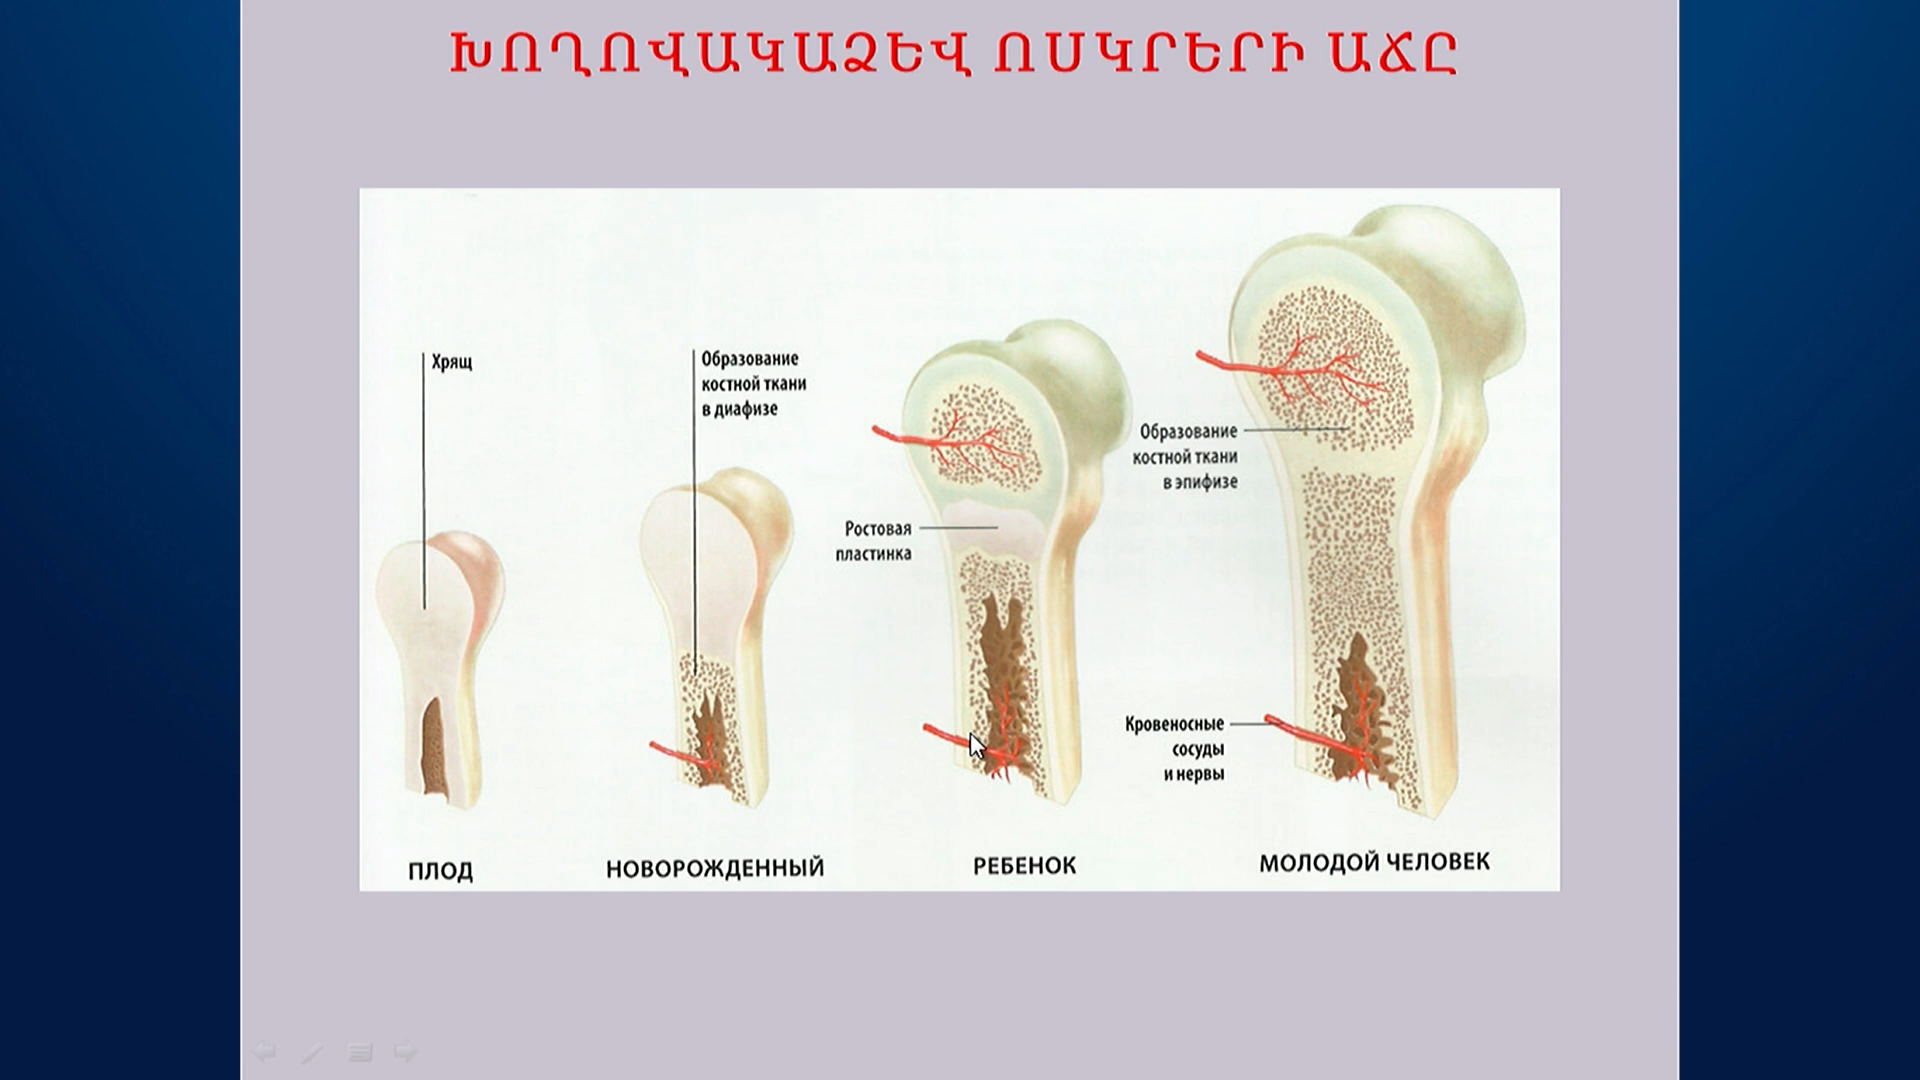 ԽՈՂՈՎԱԿԱՁԵՎ ՈՍԿՐԵՐԻ ԱՃԸ
Хрящ
Образование
костной ткани
в диафизе
Ростовая
пластинка
Образование
костной ткани
в эпифизе
Кровеносные
сосуды
и нервы
ПЛОД
НОВОРОЖДЕННЫЙ
РЕБЕНОК
МОЛОДОЙ ЧЕЛОВЕК